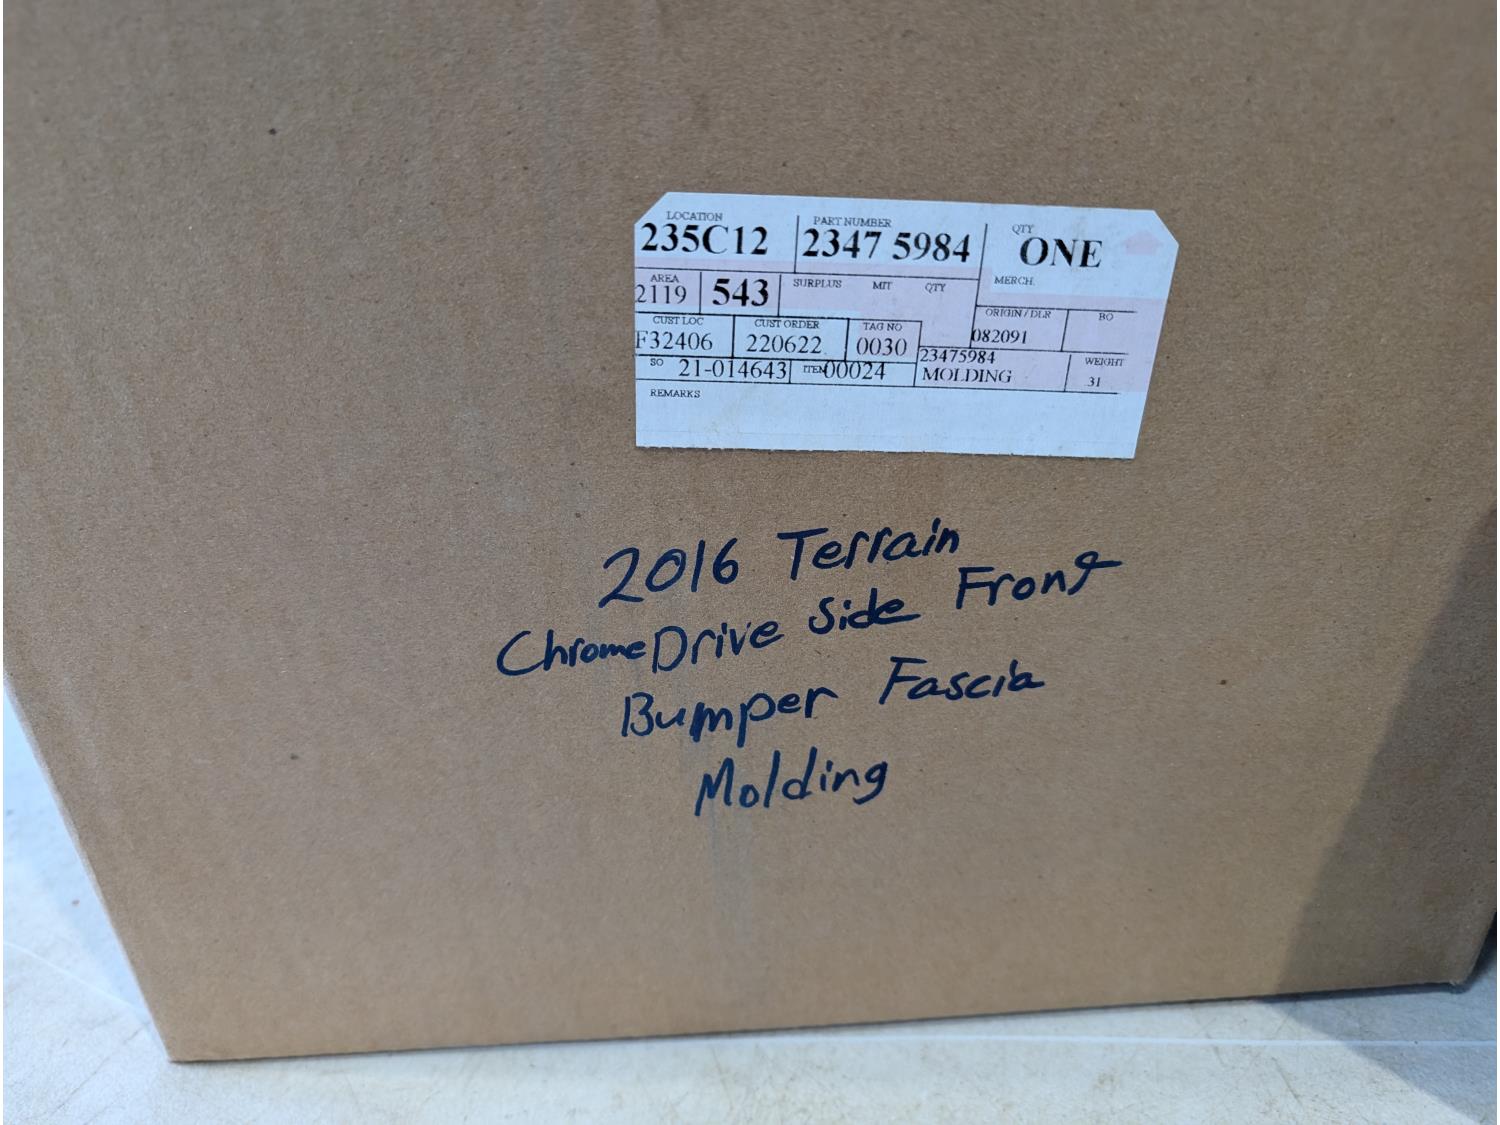 LOCATION PART NUMBER QTY
235C12 2347 5984 ONE
AREA SURPLUS MIT QTY MERCH.
2119 543
CUST LOC CUST ORDER TAG NO ORIGIN / DLR BO
F32406 220622 0030 082091
SO 21-014643 ITEM 00024 23475984 WEIGHT
MOLDING 31
REMARKS
2016 Terrain
Chrome Drive side Front
Bumper Fascia
Molding